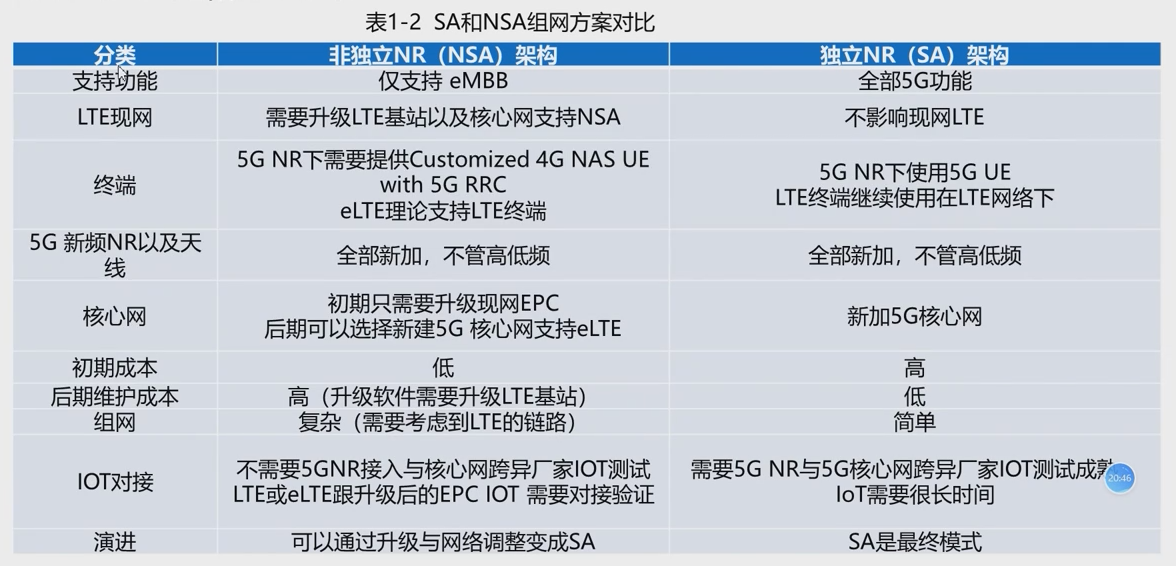 表1-2 SA和NSA组网方案对比
分类 非独立NR（NSA）架构 独立NR（SA）架构
支持功能 仅支持 eMBB 全部5G功能
LTE现网 需要升级LTE基站以及核心网支持NSA 不影响现网LTE
终端
5G NR下需要提供Customized 4G NAS UE
with 5G RRC
eLTE理论支持LTE终端
5G NR下使用5G UE
LTE终端继续使用在LTE网络下
5G 新频NR以及天
线
全部新加，不管高低频
全部新加，不管高低频
核心网
初期只需要升级现网EPC
后期可以选择新建5G 核心网支持eLTE
新加5G核心网
初期成本 低 高
后期维护成本 高（升级软件需要升级LTE基站） 低
组网 复杂（需要考虑到LTE的链路） 简单
IOT对接
不需要5GNR接入与核心网跨异厂家IOT测试
LTE或eLTE跟升级后的EPC IOT 需要对接验证
需要5G NR与5G核心网跨异厂家IOT测试成熟
IoT需要很长时间
20:46
演进 可以通过升级与网络调整变成SA SA是最终模式